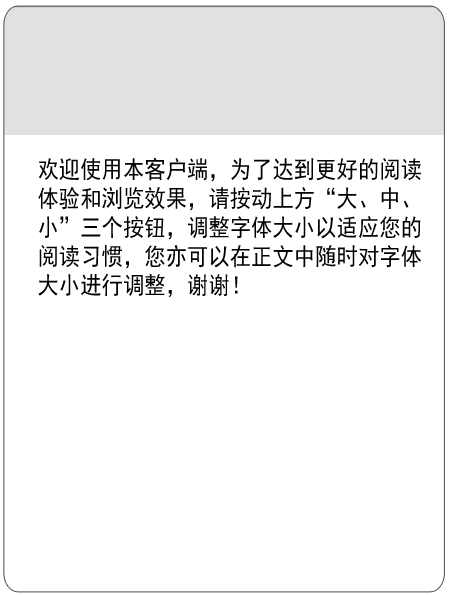 欢迎使用本客户端，为了达到更好的阅读
体验和浏览效果，请按动上方“大、中、
小”三个按钮，调整字体大小以适应您的
阅读习惯，您亦可以在正文中随时对字体
大小进行调整，谢谢！